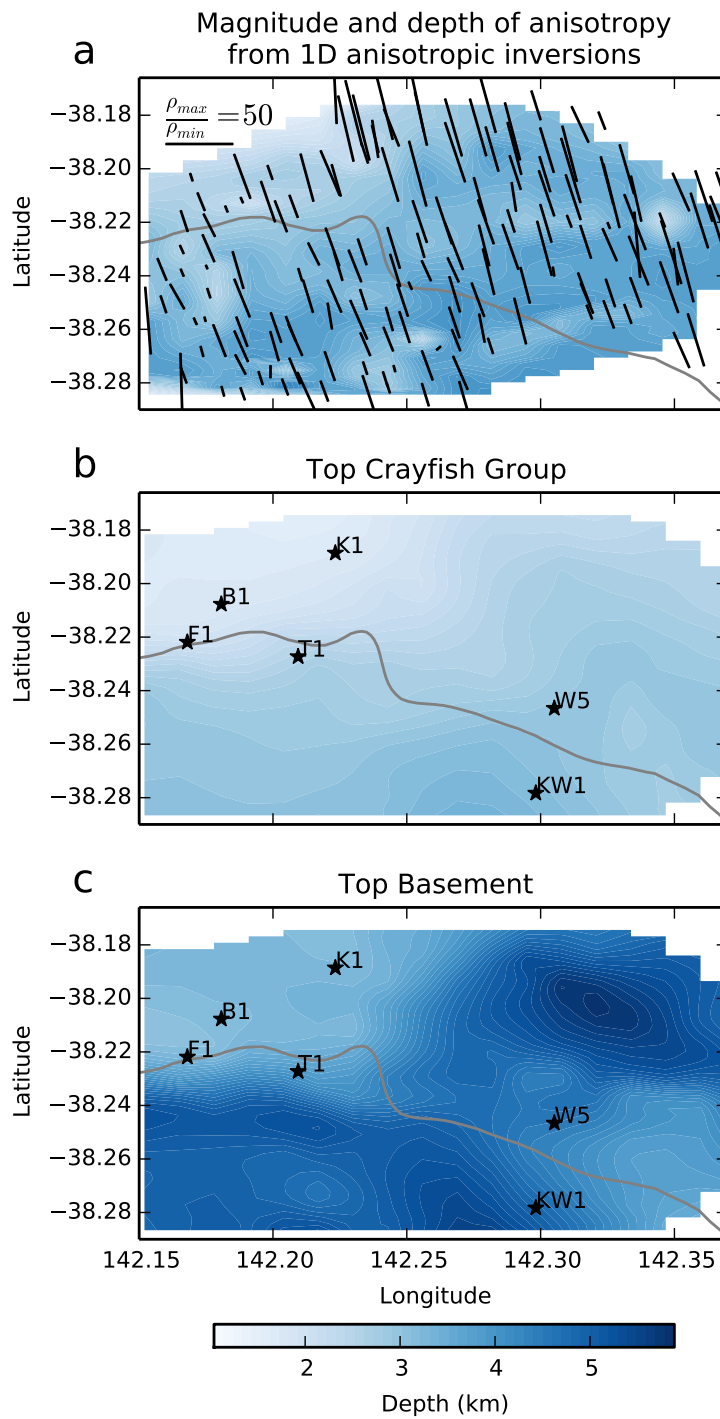 a
Magnitude and depth of anisotropy
from 1D anisotropic inversions
ρmax/ρmin = 50
−38.18
−38.20
−38.22
−38.24
−38.26
−38.28
Latitude
b
Top Crayfish Group
−38.18
−38.20
−38.22
−38.24
−38.26
−38.28
Latitude
K1
B1
F1
T1
W5
KW1
c
Top Basement
−38.18
−38.20
−38.22
−38.24
−38.26
−38.28
Latitude
K1
B1
F1
T1
W5
KW1
142.15 142.20 142.25 142.30 142.35
Longitude
2 3 4 5
Depth (km)